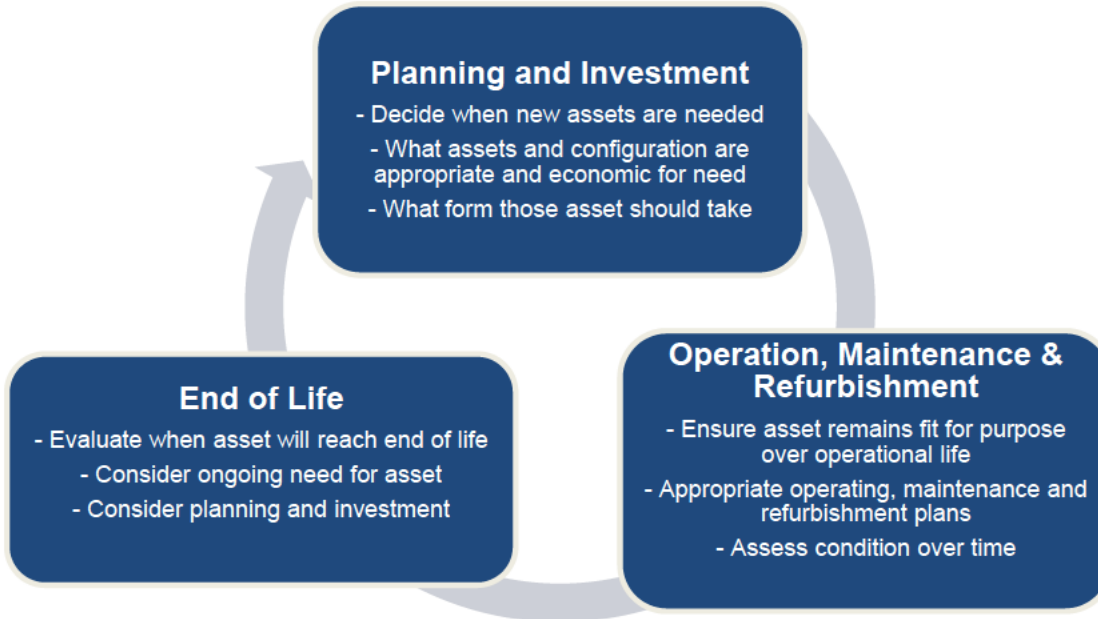 Planning and Investment
- Decide when new assets are needed
- What assets and configuration are
appropriate and economic for need
- What form those asset should take
Operation, Maintenance &
Refurbishment
- Ensure asset remains fit for purpose
over operational life
- Appropriate operating, maintenance and
refurbishment plans
- Assess condition over time
End of Life
- Evaluate when asset will reach end of life
- Consider ongoing need for asset
- Consider planning and investment